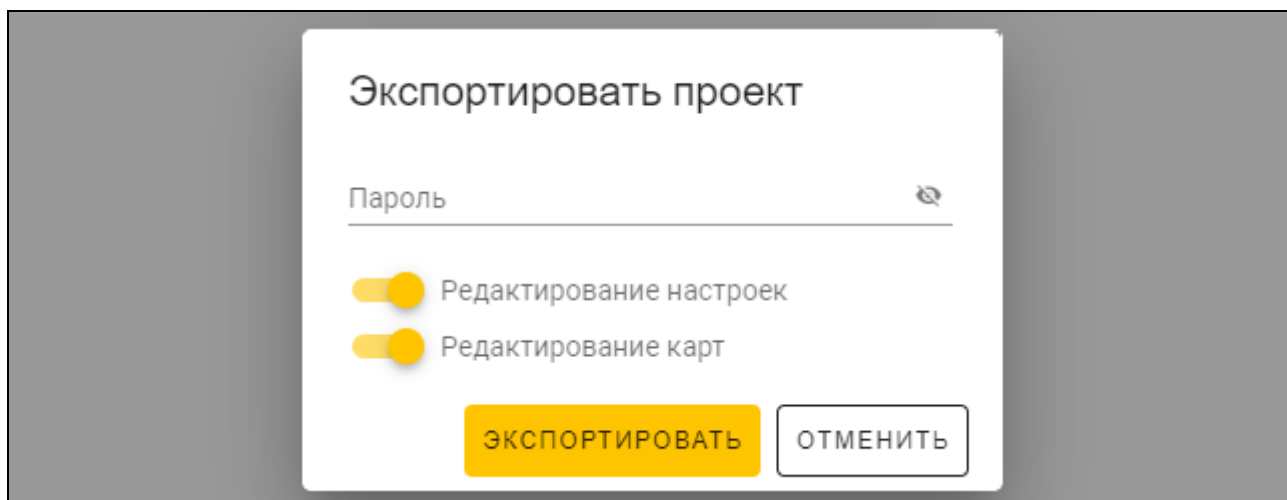 Экспортировать проект
Пароль
Редактирование настроек
Редактирование карт
ЭКСПОРТИРОВАТЬ ОТМЕНИТЬ